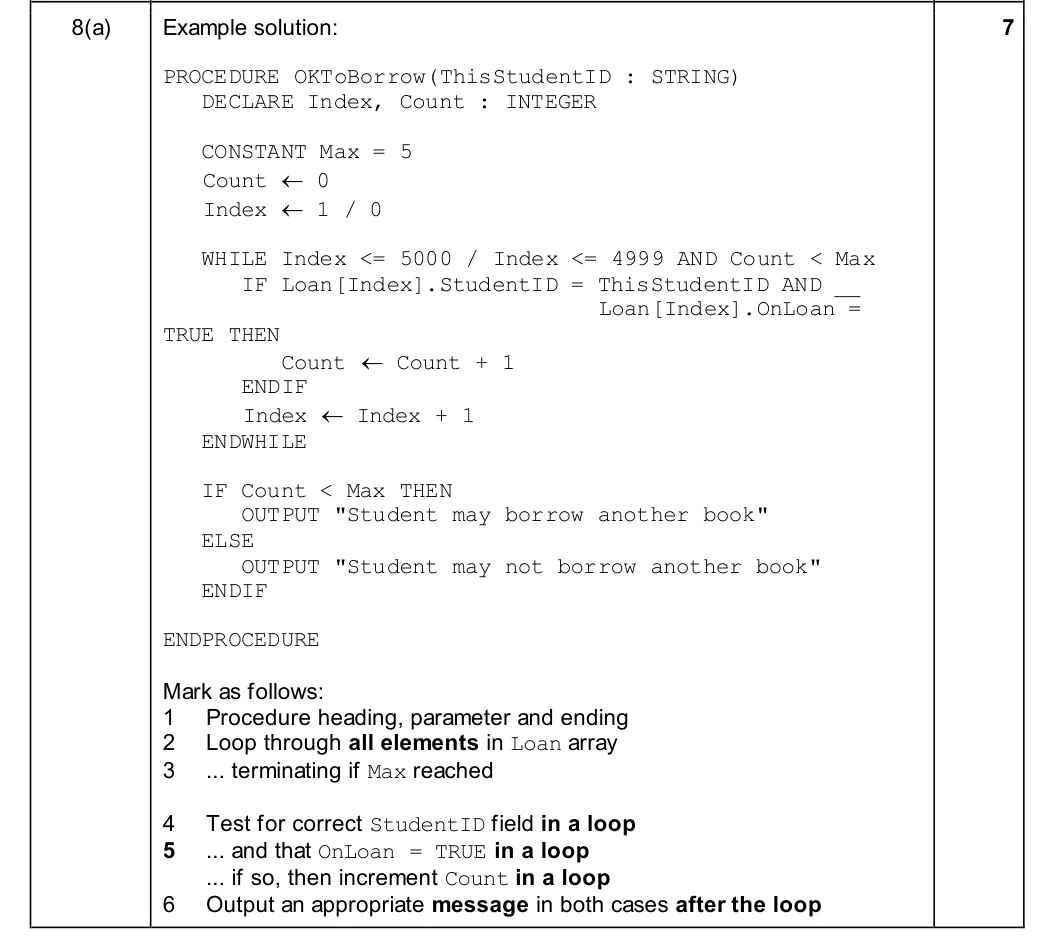 8(a) Example solution: 7
PROCEDURE OKToBorrow(ThisStudentID : STRING)
DECLARE Index, Count : INTEGER
CONSTANT Max = 5
Count ← 0
Index ← 1 / 0
WHILE Index <= 5000 / Index <= 4999 AND Count < Max
IF Loan[Index].StudentID = ThisStudentID AND __
Loan[Index].OnLoan =
TRUE THEN
Count ← Count + 1
ENDIF
Index ← Index + 1
ENDWHILE
IF Count < Max THEN
OUTPUT "Student may borrow another book"
ELSE
OUTPUT "Student may not borrow another book"
ENDIF
ENDPROCEDURE
Mark as follows:
1 Procedure heading, parameter and ending
2 Loop through all elements in Loan array
3 ... terminating if Max reached
4 Test for correct StudentID field in a loop
5 ... and that OnLoan = TRUE in a loop
... if so, then increment Count in a loop
6 Output an appropriate message in both cases after the loop